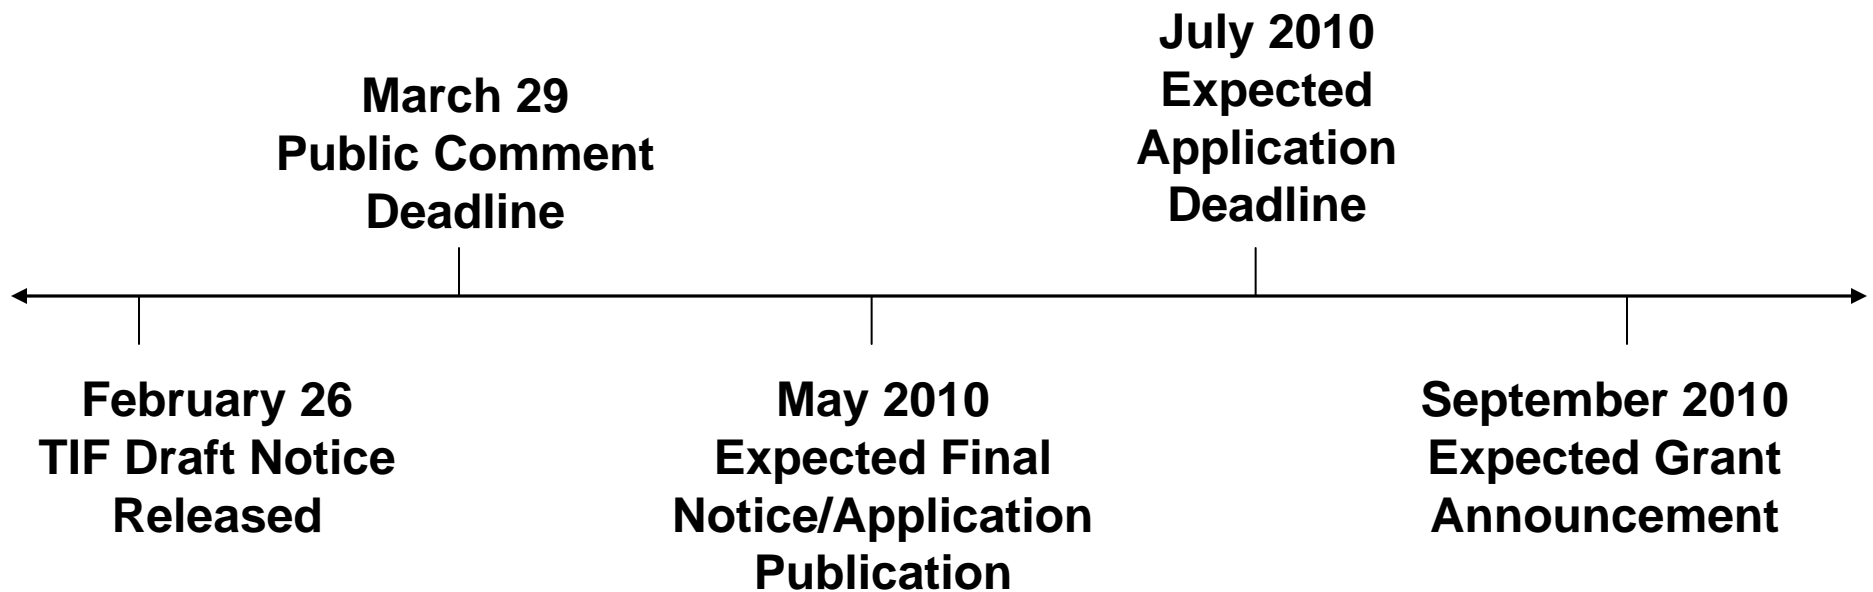 February 26
TIF Draft Notice
Released
March 29
Public Comment
Deadline
May 2010
Expected Final
Notice/Application
Publication
July 2010
Expected
Application
Deadline
September 2010
Expected Grant
Announcement